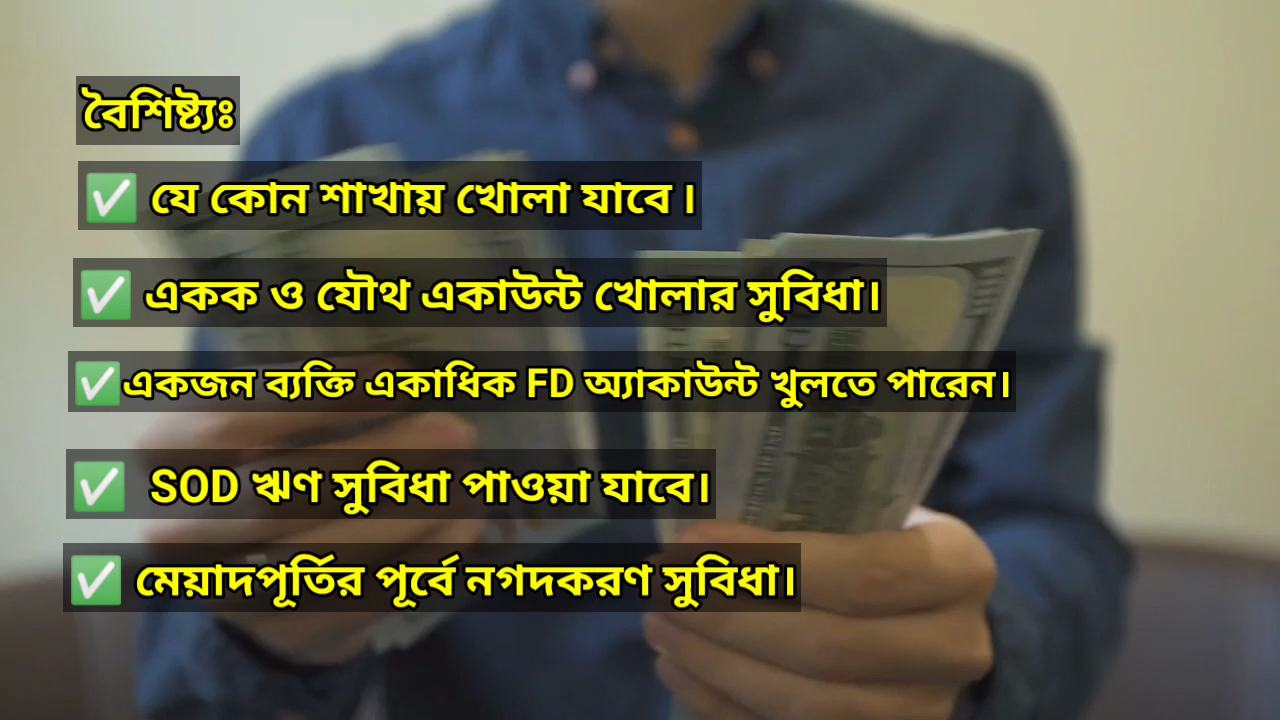 বৈশিষ্ট্যঃ
✅ যে কোন শাখায় খোলা যাবে ।
✅ একক ও যৌথ একাউন্ট খোলার সুবিধা।
✅একজন ব্যক্তি একাধিক FD অ্যাকাউন্ট খুলতে পারেন।
✅ SOD ঋণ সুবিধা পাওয়া যাবে।
✅ মেয়াদপূর্তির পূর্বে নগদকরণ সুবিধা।